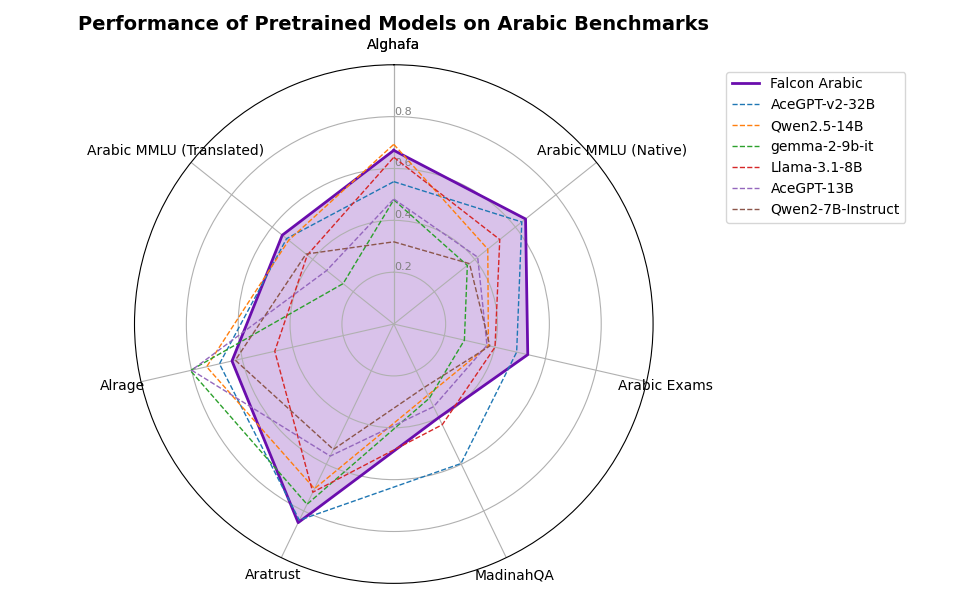 Performance of Pretrained Models on Arabic Benchmarks
Alghafa
Falcon Arabic
AceGPT-v2-32B
Qwen2.5-14B
gemma-2-9b-it
Llama-3.1-8B
AceGPT-13B
Qwen2-7B-Instruct
0.8
Arabic MMLU (Translated)
Arabic MMLU (Native)
0.6
0.4
0.2
Alrage
Arabic Exams
Aratrust
MadinahQA